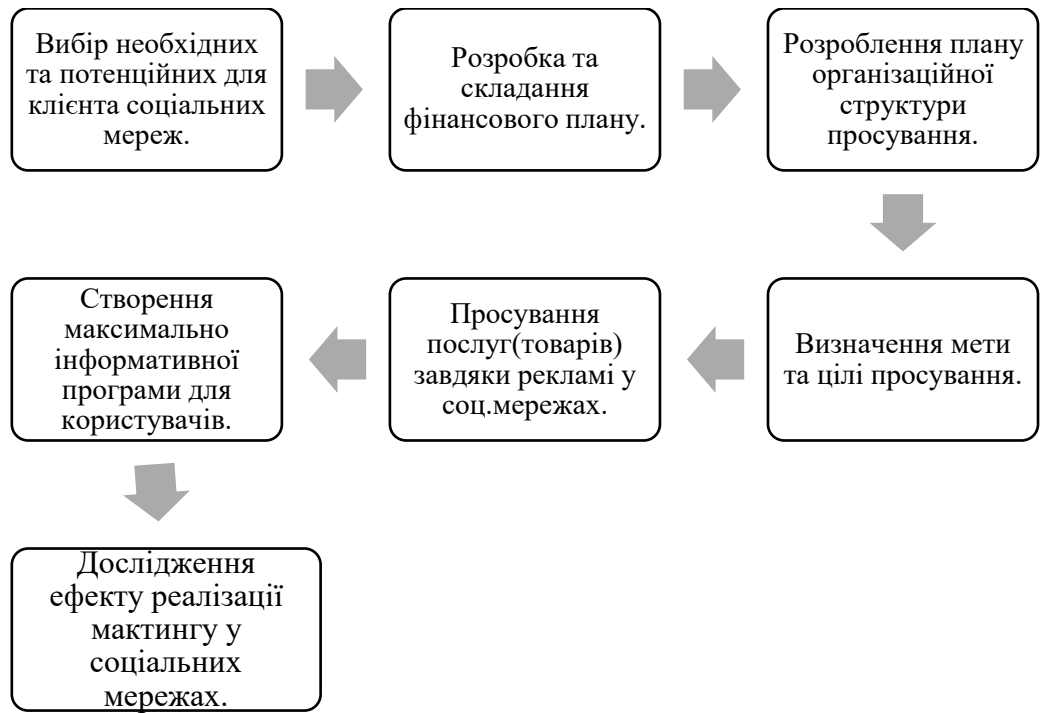 Вибір необхідних
та потенційних для
клієнта соціальних
мереж.
Розробка та
складання
фінансового плану.
Розроблення плану
організаційної
структури
просування.
Визначення мети
та цілі просування.
Просування
послуг(товарів)
завдяки рекламі у
соц.мережах.
Створення
максимально
інформативної
програми для
користувачів.
Дослідження
ефекту реалізації
мактингу у
соціальних
мережах.